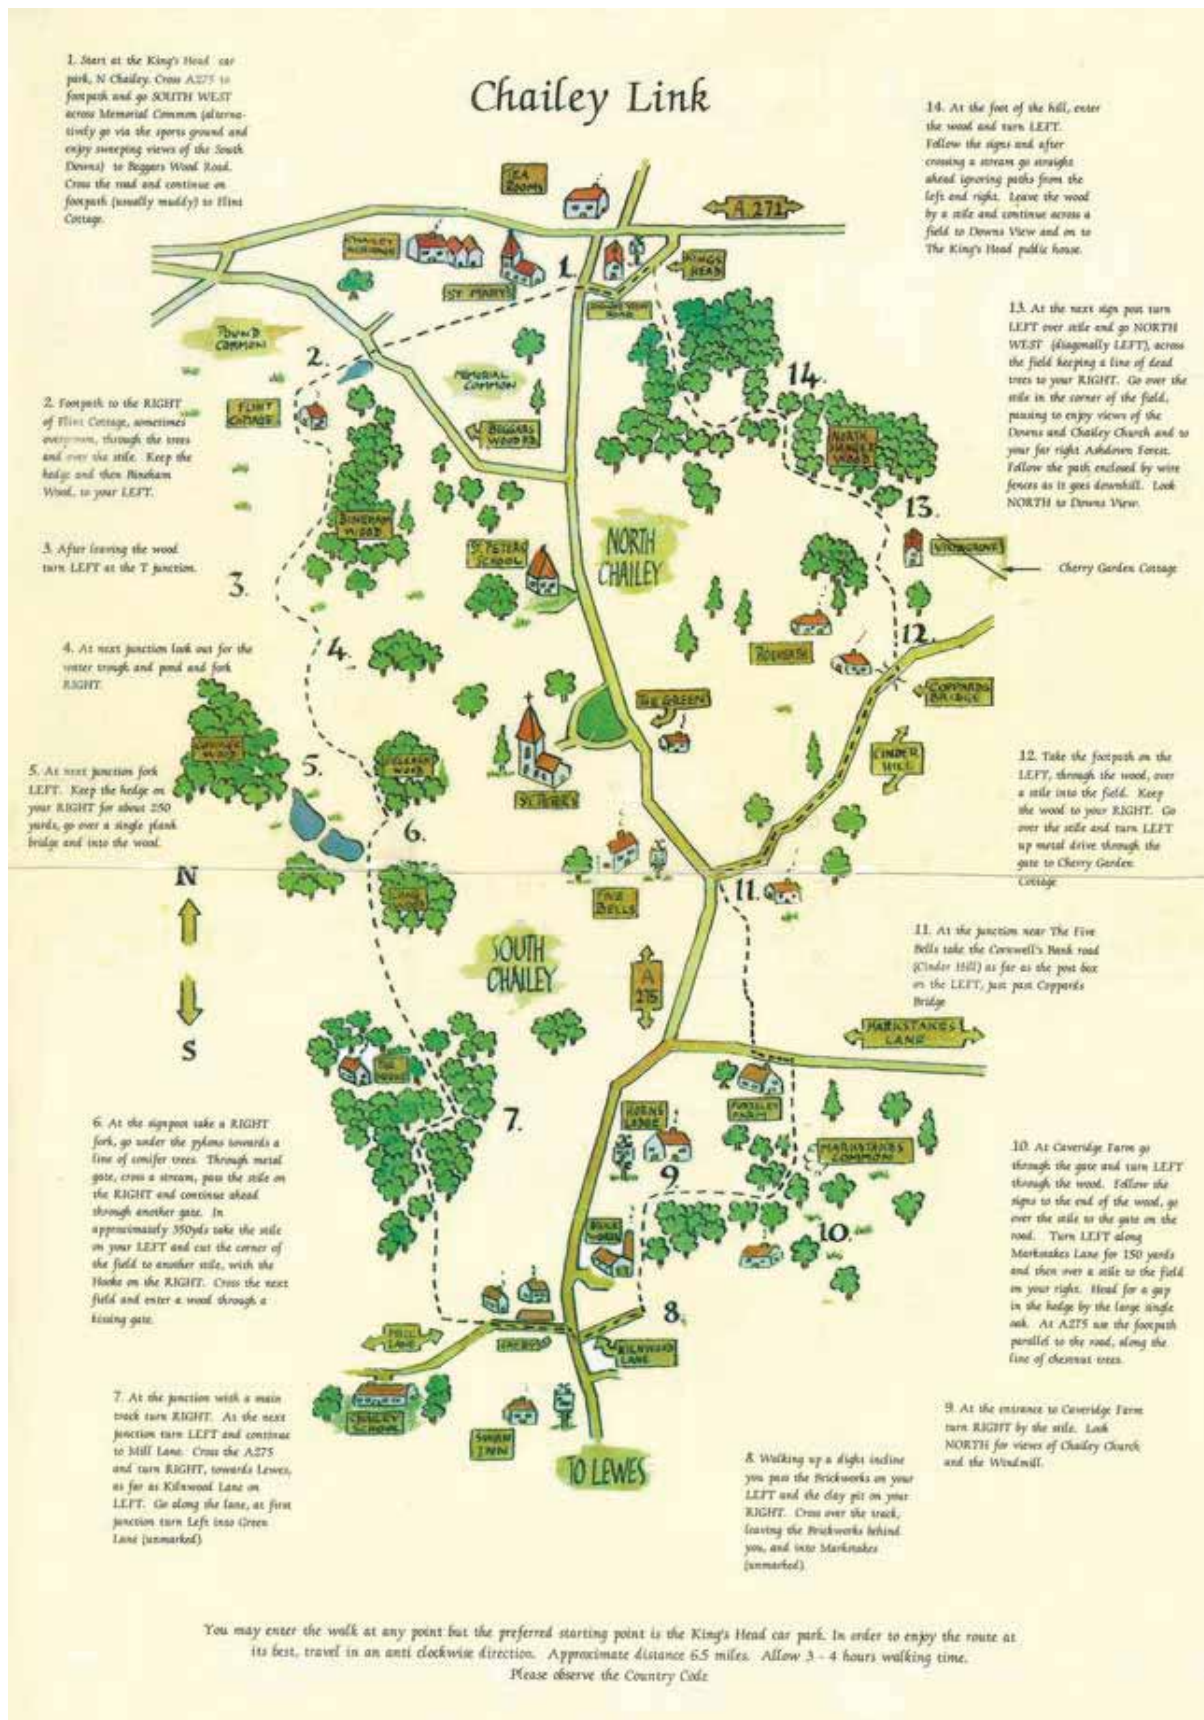 Chailey Link
1. Start at the King's Head car
park, N Chailey. Cross A275 to
footpath and go SOUTH WEST
across Memorial Common (alterna-
tively go via the sports ground and
enjoy sweeping views of the South
Downs) to Beggers Wood Road.
Cross the road and continue on
footpath (usually muddy) to Flint
Cottage.
2. Footpath to the RIGHT
of Flint Cottage, sometimes
overgrown, through the trees
and over the stile. Keep the
hedge and then Bineham
Wood, to your LEFT.
3. After leaving the wood
turn LEFT at the T junction.
4. At next junction look out for the
water trough and pond and fork
RIGHT.
5. At next junction fork
LEFT. Keep the hedge on
your RIGHT for about 250
yards, go over a single plank
bridge and into the wood.
N
S
6. At the signpost take a RIGHT
fork, go under the pylons towards a
line of conifer trees. Through metal
gate, cross a stream, pass the stile on
the RIGHT and continue ahead
through another gate. In
approximately 350yds take the stile
on your LEFT and cut the corner of
the field to another stile, with the
Hooke on the RIGHT. Cross the next
field and enter a wood through a
kissing gate.
7. At the junction with a main
track turn RIGHT. At the next
junction turn LEFT and continue
to Mill Lane. Cross the A275
and turn RIGHT, towards Lewes,
as far as Kilnwood Lane on
LEFT. Go along the lane, at first
junction turn Left into Green
Lane (unmarked)
TEA
ROOMS
A 271
CHAILEY
HERITAGE
ST MARYS
1.
KINGS
HEAD
ROAD
POUND
COMMON
2.
MEMORIAL
COMMON
FLINT
COTTAGE
BEGGARS
WOOD RD
14.
NORTH
WOOD
BINEHAM
WOOD
ST PETERS
SCHOOL
NORTH
CHAILEY
13.
3.
4.
12.
THE GREEN
COPPARDS
BRIDGE
WOOD
5.
WOOD
CINDER
HILL
ST PETERS
6.
LONG
WOOD
FIVE
BELLS
11.
SOUTH
CHAILEY
A
275
MARKSTAKES
LANE
THE
HOOKE
7.
HORNS
LODGE
FARM
MARKSTAKES
COMMON
9.
BRICK
WORKS
10.
8.
MILL
LANE
KILNWOOD
LANE
CHAILEY
SCHOOL
SWAN
INN
TO LEWES
14. At the foot of the hill, enter
the wood and turn LEFT.
Follow the signs and after
crossing a stream go straight
ahead ignoring paths from the
left and right. Leave the wood
by a stile and continue across a
field to Downs View and on to
The King's Head public house.
13. At the next sign post turn
LEFT over stile and go NORTH
WEST (diagonally LEFT), across
the field keeping a line of dead
trees to your RIGHT. Go over the
stile in the corner of the field,
pausing to enjoy views of the
Downs and Chailey Church and to
your far right Ashdown Forest.
Follow the path enclosed by wire
fences as it goes downhill. Look
NORTH to Downs View.
Cherry Garden Cottage
12. Take the footpath on the
LEFT, through the wood, over
a stile into the field. Keep
the wood to your RIGHT. Go
over the stile and turn LEFT
up metal drive through the
gate to Cherry Garden
Cottage
11. At the junction near The Five
Bells take the Cornwell's Bank road
(Cinder Hill) as far as the post box
on the LEFT, just past Coppards
Bridge
10. At Caveridge Farm go
through the gate and turn LEFT
through the wood. Follow the
signs to the end of the wood, go
over the stile to the gate on the
road. Turn LEFT along
Markstakes Lane for 150 yards
and then over a stile to the field
on your right. Head for a gap
in the hedge by the large single
oak. At A275 use the footpath
parallel to the road, along the
line of chestnut trees.
9. At the entrance to Caveridge Farm
turn RIGHT by the stile. Look
NORTH for views of Chailey Church
and the Windmill.
8. Walking up a slight incline
you pass the Brickworks on your
LEFT and the clay pit on your
RIGHT. Cross over the track,
leaving the Brickworks behind
you, and into Markstakes
(unmarked)
You may enter the walk at any point but the preferred starting point is the King's Head car park. In order to enjoy the route at
its best, travel in an anti clockwise direction. Approximate distance 6.5 miles. Allow 3 - 4 hours walking time.
Please observe the Country Code